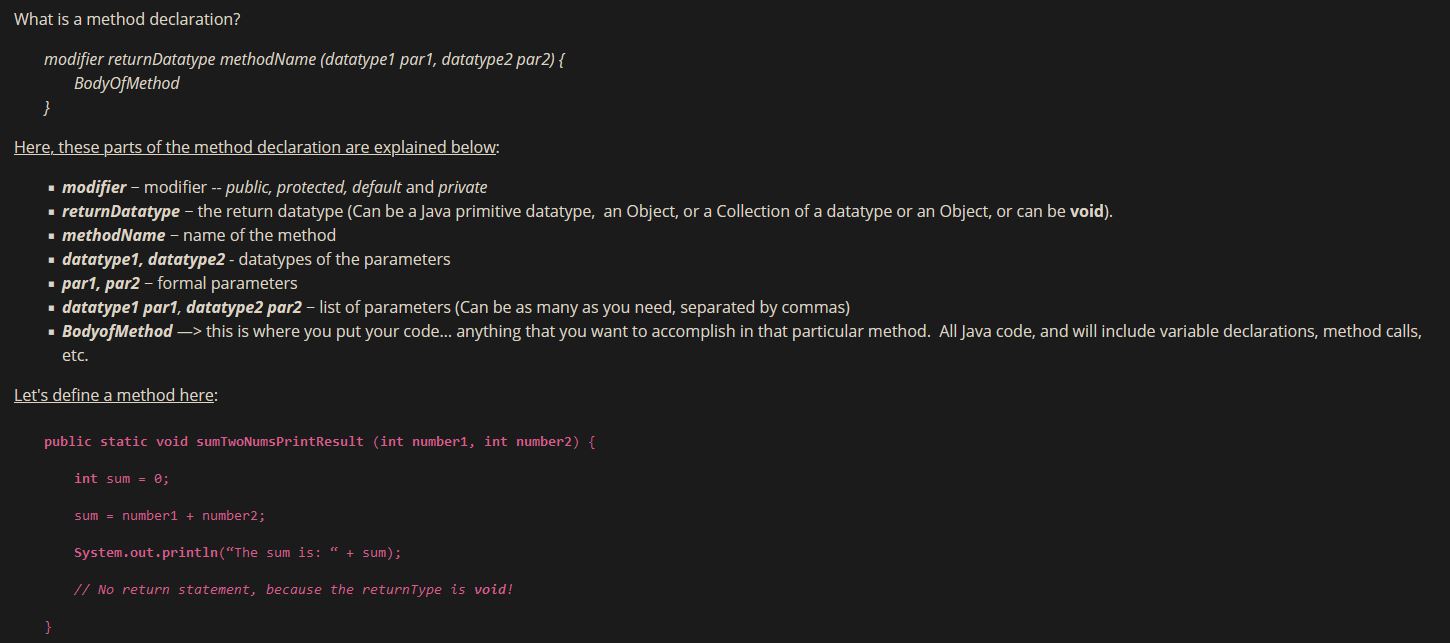 What is a method declaration?
modifier returnDatatype methodName (datatype1 par1, datatype2 par2) {
BodyOfMethod
}
Here, these parts of the method declaration are explained below:
▪ modifier − modifier -- public, protected, default and private
▪ returnDatatype − the return datatype (Can be a Java primitive datatype,  an Object, or a Collection of a datatype or an Object, or can be void).
▪ methodName − name of the method
▪ datatype1, datatype2 - datatypes of the parameters
▪ par1, par2 − formal parameters
▪ datatype1 par1, datatype2 par2 − list of parameters (Can be as many as you need, separated by commas)
▪ BodyofMethod —> this is where you put your code... anything that you want to accomplish in that particular method.  All Java code, and will include variable declarations, method calls,
etc.
Let's define a method here:
public static void sumTwoNumsPrintResult (int number1, int number2) {
int sum = 0;
sum = number1 + number2;
System.out.println(“The sum is: “ + sum);
// No return statement, because the returnType is void!
}